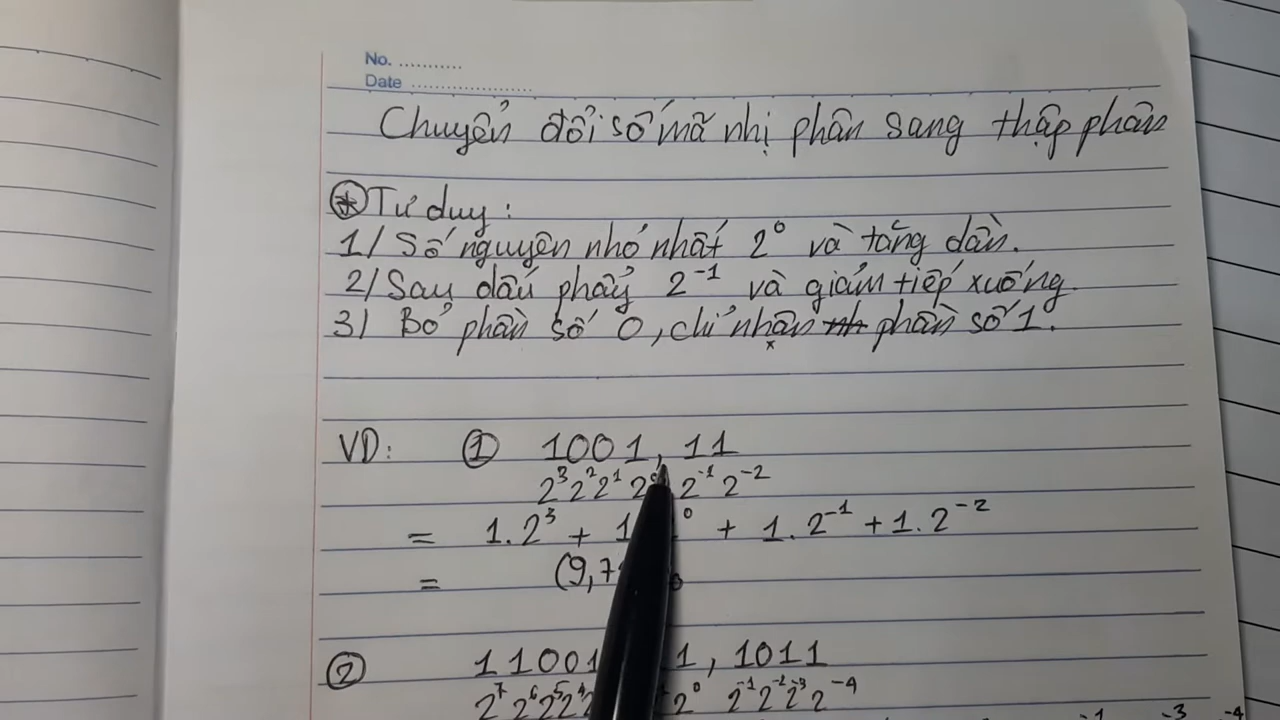 No. ...........
Date ......................
Chuyển đổi số mã nhị phân sang thập phân
* Tư duy:
1/ Số nguyên nhỏ nhất 2⁰ và tăng dần.
2/ Sau dấu phẩy 2⁻¹ và giảm tiếp xuống
3/ Bỏ phần số 0, chỉ nhận phần số 1.
VD: ① 1001,11
2³2²2¹2 2⁻¹2⁻²
= 1.2³ + 1 ⁰ + 1.2⁻¹ + 1.2⁻²
= (9,7
② 11001 1,1011
2⁷2⁶2⁵2⁴ 2⁰ 2⁻¹2⁻²2⁻³2⁻⁴